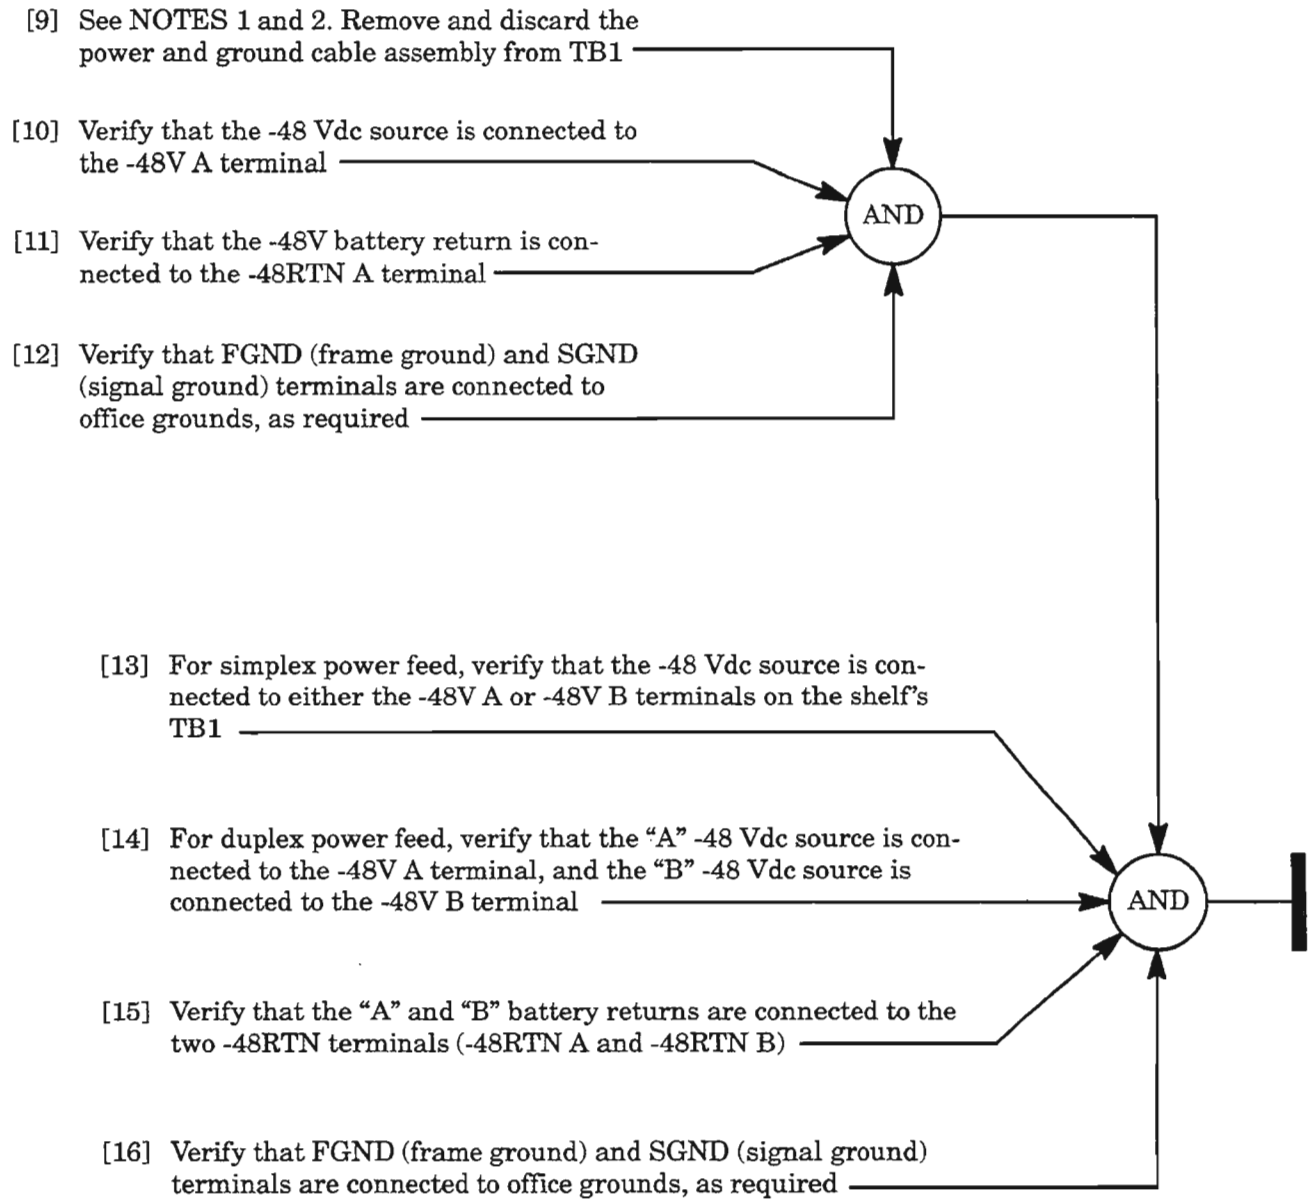 [9] See NOTES 1 and 2. Remove and discard the
power and ground cable assembly from TB1
[10] Verify that the -48 Vdc source is connected to
the -48V A terminal
AND
[11] Verify that the -48V battery return is con-
nected to the -48RTN A terminal
[12] Verify that FGND (frame ground) and SGND
(signal ground) terminals are connected to
office grounds, as required
[13] For simplex power feed, verify that the -48 Vdc source is con-
nected to either the -48V A or -48V B terminals on the shelf's
TB1
[14] For duplex power feed, verify that the “A” -48 Vdc source is con-
nected to the -48V A terminal, and the “B” -48 Vdc source is
connected to the -48V B terminal
AND
[15] Verify that the “A” and “B” battery returns are connected to the
two -48RTN terminals (-48RTN A and -48RTN B)
[16] Verify that FGND (frame ground) and SGND (signal ground)
terminals are connected to office grounds, as required